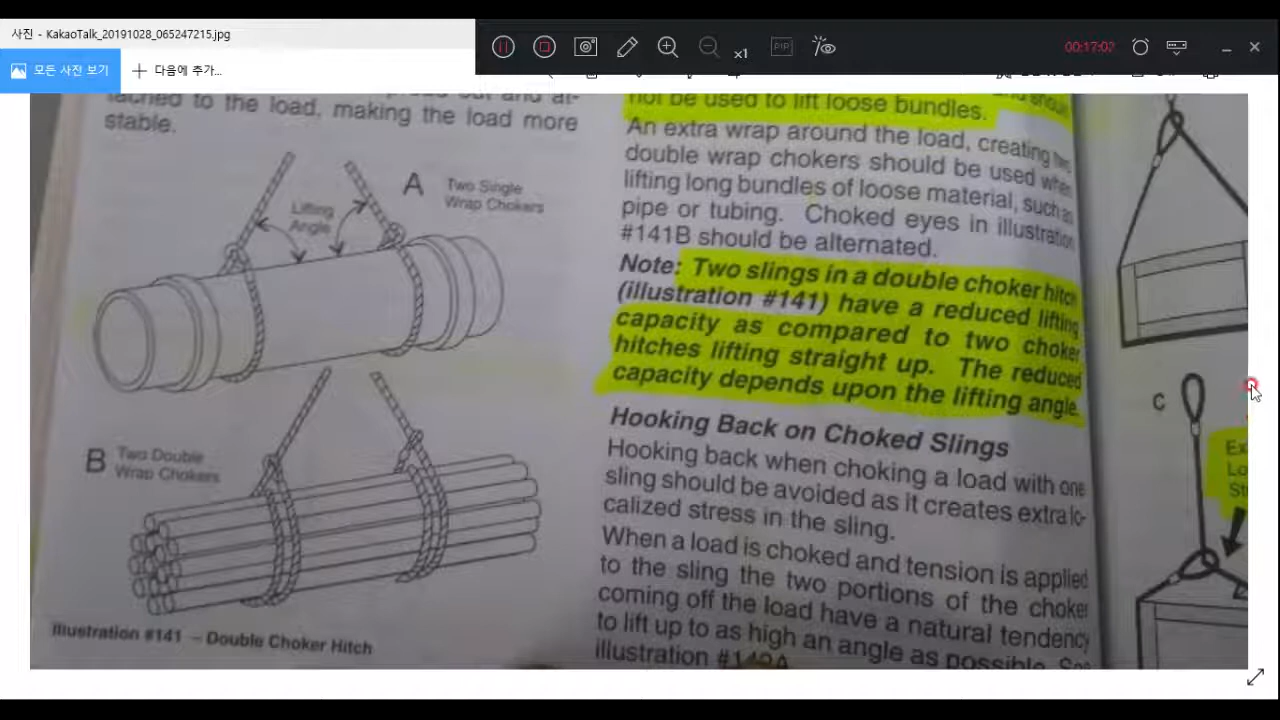 사진 - KakaoTalk_20191028_065247215.jpg
모든 사진 보기
다음에 추가...
x1
PIP
00:17:02
tached to the load, making the load more
stable.
A Two Single
Wrap Chokers
Lifting
Angle
B Two Double
Wrap Chokers
Illustration #141 – Double Choker Hitch
not be used to lift loose bundles.
An extra wrap around the load, creating two
double wrap chokers should be used when
lifting long bundles of loose material, such as
pipe or tubing. Choked eyes in illustration
#141B should be alternated.
Note: Two slings in a double choker hitch
(illustration #141) have a reduced lifting
capacity as compared to two choker
hitches lifting straight up. The reduced
capacity depends upon the lifting angle.
Hooking Back on Choked Slings
Hooking back when choking a load with one
sling should be avoided as it creates extra lo-
calized stress in the sling.
When a load is choked and tension is applied
to the sling the two portions of the choker
coming off the load have a natural tendency
to lift up to as high an angle as possible.
illustration #142A
C
Ex
Lo
St